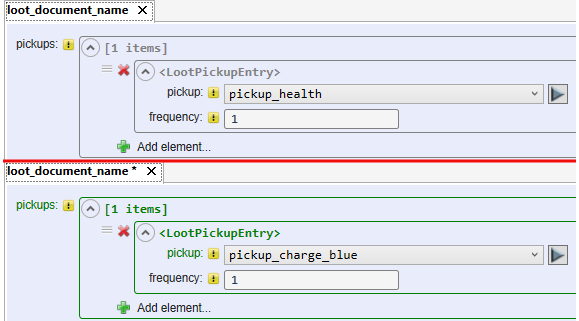 loot_document_name
pickups: [1 items]
<LootPickupEntry>
pickup: pickup_health
frequency: 1
Add element...
loot_document_name *
pickups: [1 items]
<LootPickupEntry>
pickup: pickup_charge_blue
frequency: 1
Add element...